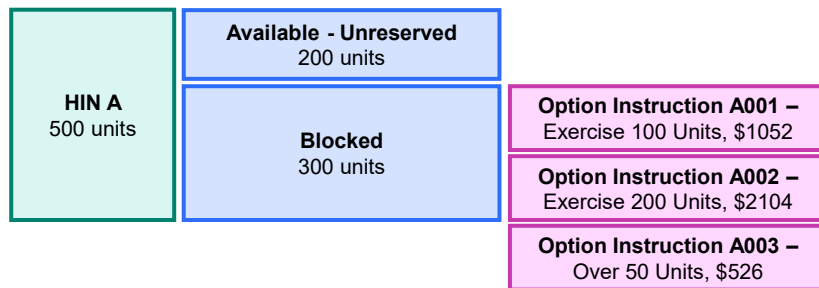 Available - Unreserved
200 units
HIN A
500 units
Blocked
300 units
Option Instruction A001 –
Exercise 100 Units, $1052
Option Instruction A002 –
Exercise 200 Units, $2104
Option Instruction A003 –
Over 50 Units, $526